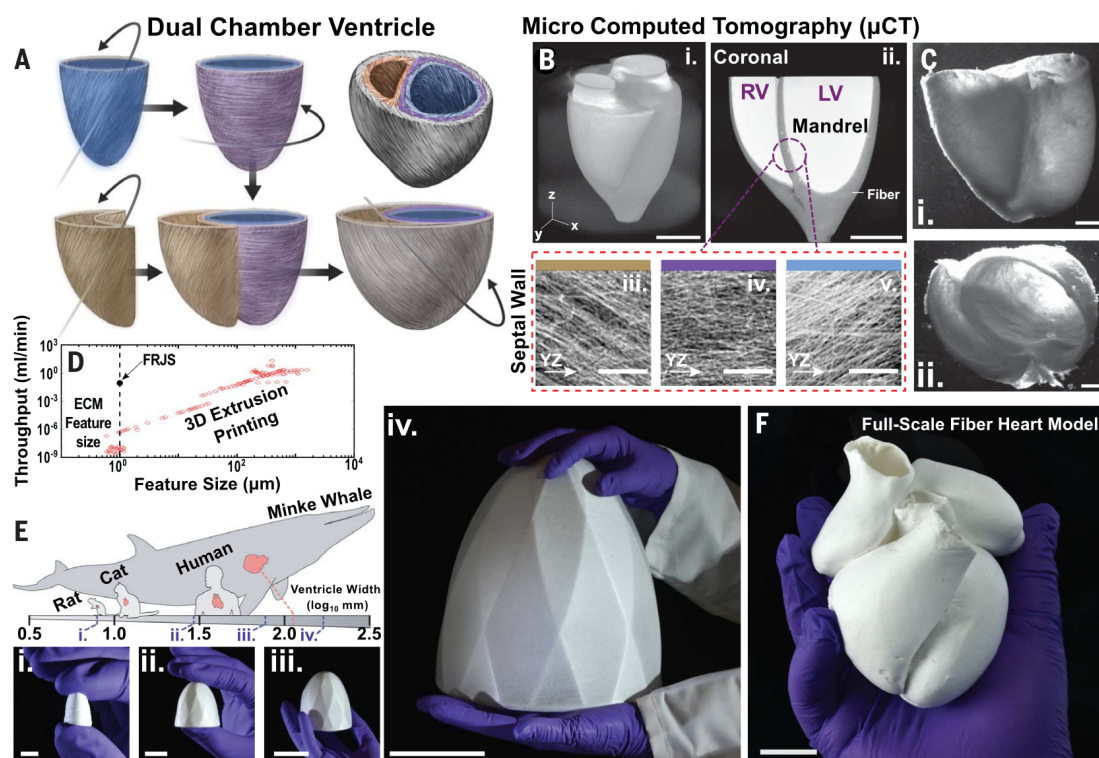 Dual Chamber Ventricle
Micro Computed Tomography (µCT)
A
B
i.
Coronal
ii.
RV
LV
Mandrel
Fiber
z
y
x
C
i.
ii.
Septal Wall
iii.
YZ
iv.
YZ
v.
YZ
D
Throughput (ml/min)
10³
10⁰
10⁻³
10⁻⁶
10⁻⁹
FRJS
ECM
Feature
size
3D Extrusion
Printing
10⁰
10²
10⁴
Feature Size (µm)
E
Minke Whale
Human
Cat
Rat
Ventricle Width
(log₁₀ mm)
i.
ii.
iii.
iv.
0.5
1.0
1.5
2.0
2.5
i.
ii.
iii.
iv.
F
Full-Scale Fiber Heart Model